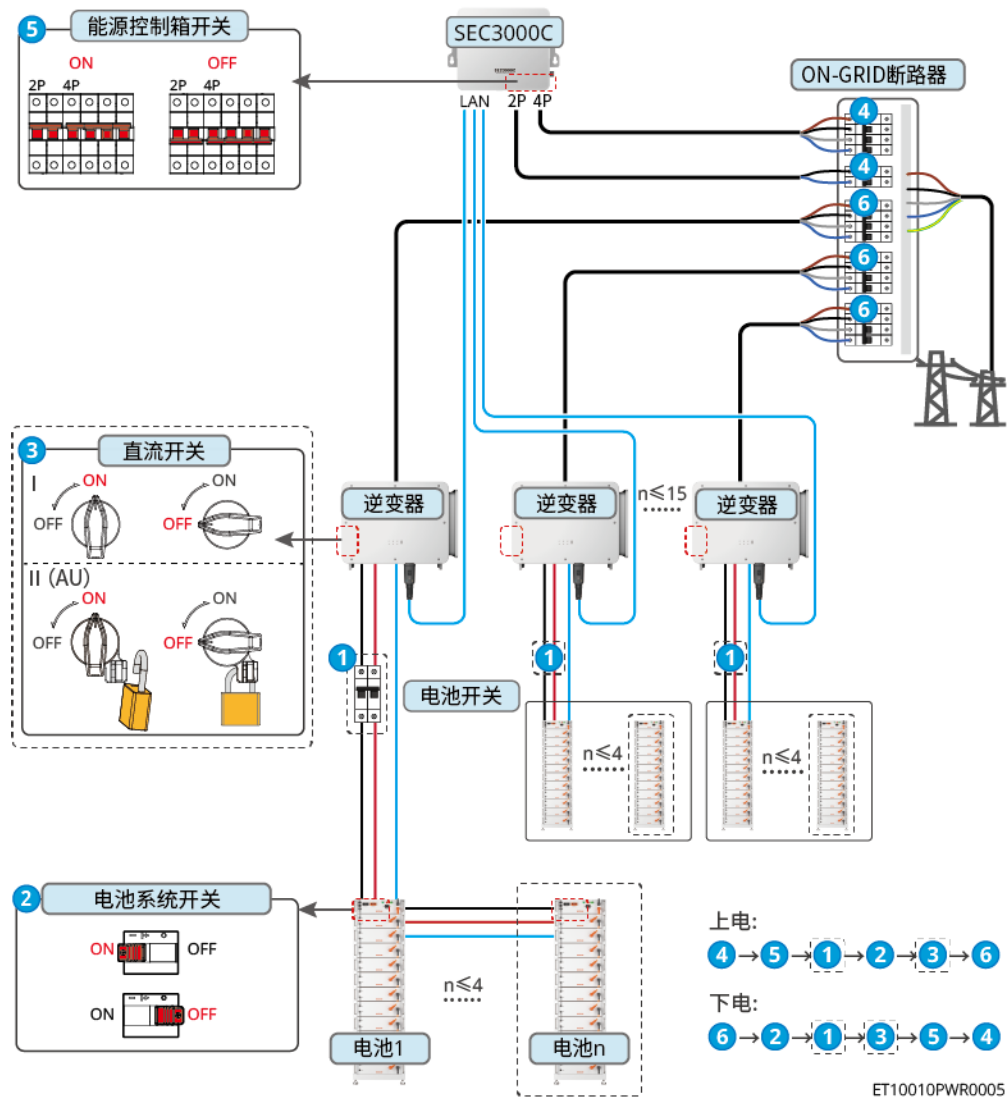 5
能源控制箱开关
ON
OFF
2P 4P
2P 4P
SEC3000C
LAN 2P 4P
ON-GRID断路器
4
4
6
6
6
3
直流开关
I
ON
OFF
ON
OFF
II (AU)
ON
OFF
ON
OFF
逆变器
逆变器
n≤15
逆变器
1
1
1
电池开关
n≤4
n≤4
2
电池系统开关
ON
OFF
ON
OFF
n≤4
电池1
电池n
上电:
4→5→1→2→3→6
下电:
6→2→1→3→5→4
ET10010PWR0005